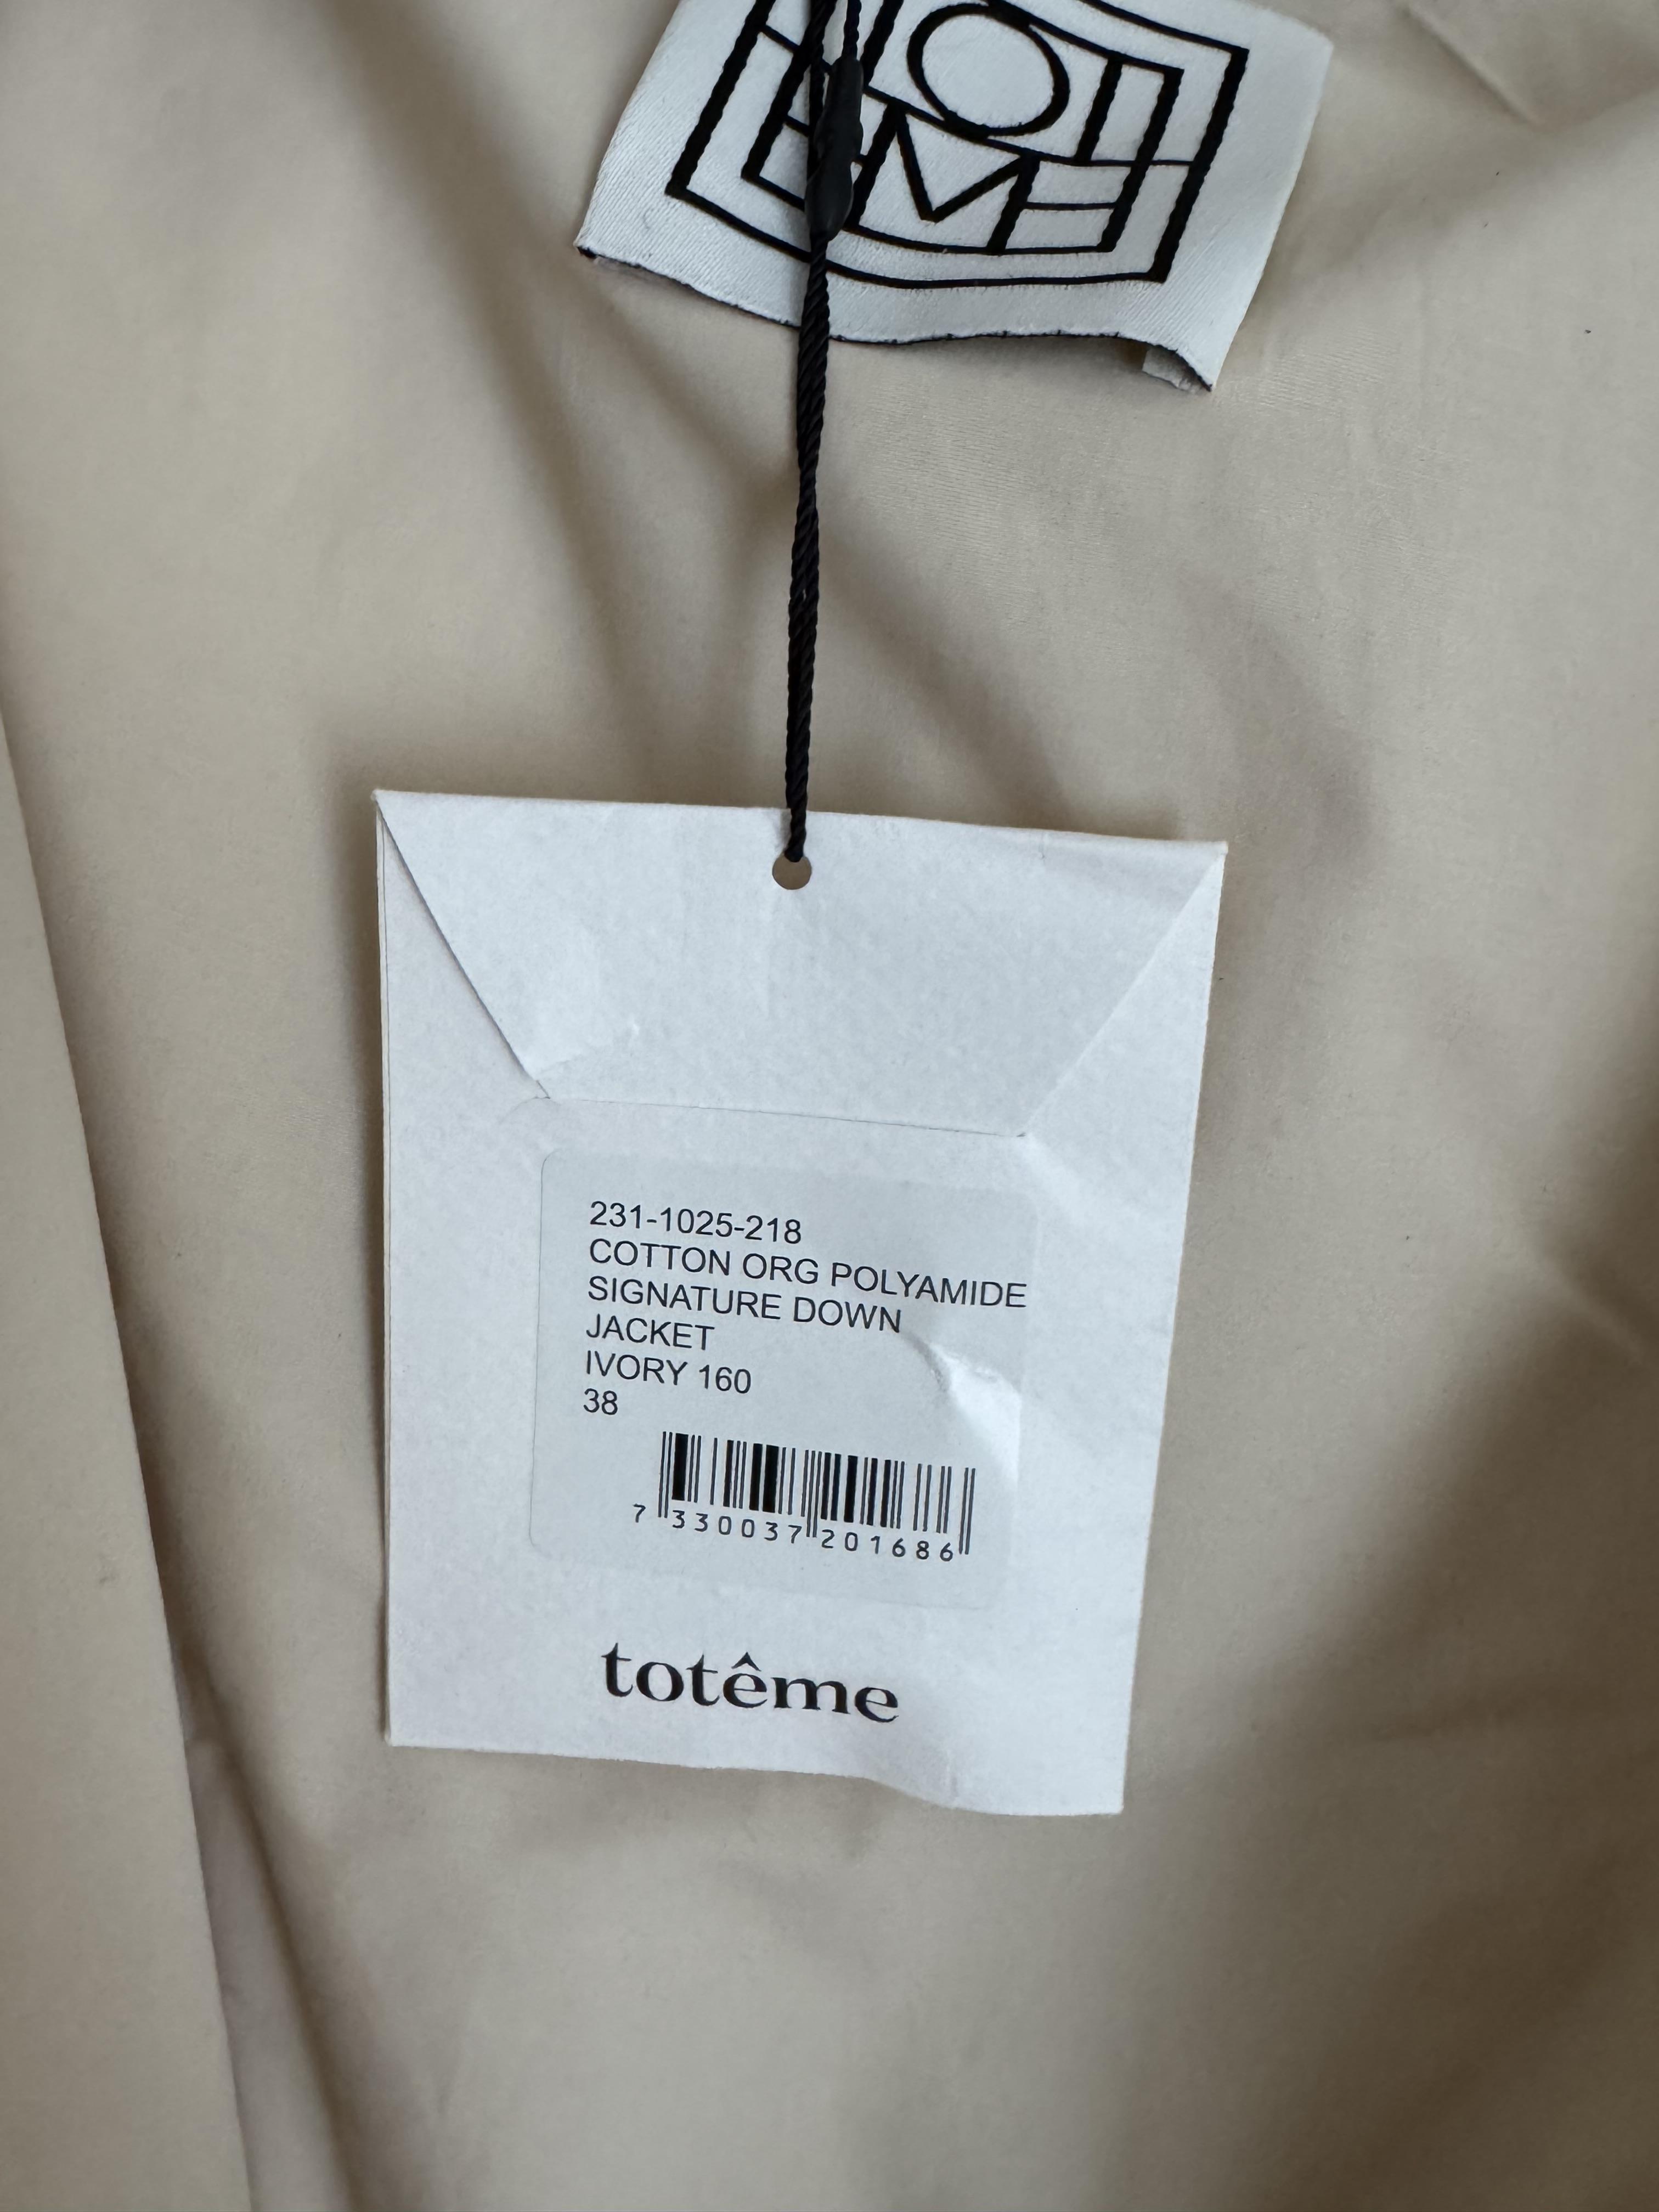 231-1025-218
COTTON ORG POLYAMIDE
SIGNATURE DOWN
JACKET
IVORY 160
38
7 330037 201686
totême